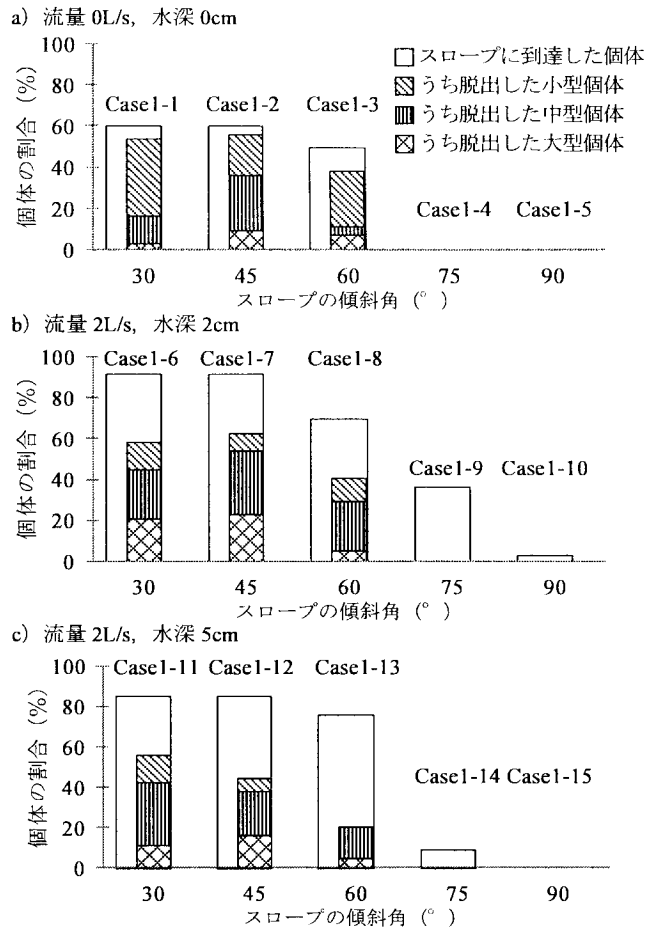 a) 流量 0L/s, 水深 0cm
100
80
60
40
20
0
個体の割合 (%)
スロープに到達した個体
うち脱出した小型個体
うち脱出した中型個体
うち脱出した大型個体
Case1-1 Case1-2 Case1-3
Case1-4 Case1-5
30 45 60 75 90
スロープの傾斜角 (°)
b) 流量 2L/s, 水深 2cm
100
80
60
40
20
0
個体の割合 (%)
Case1-6 Case1-7 Case1-8
Case1-9 Case1-10
30 45 60 75 90
スロープの傾斜角 (°)
c) 流量 2L/s, 水深 5cm
100
80
60
40
20
0
個体の割合 (%)
Case1-11 Case1-12 Case1-13
Case1-14 Case1-15
30 45 60 75 90
スロープの傾斜角 (°)